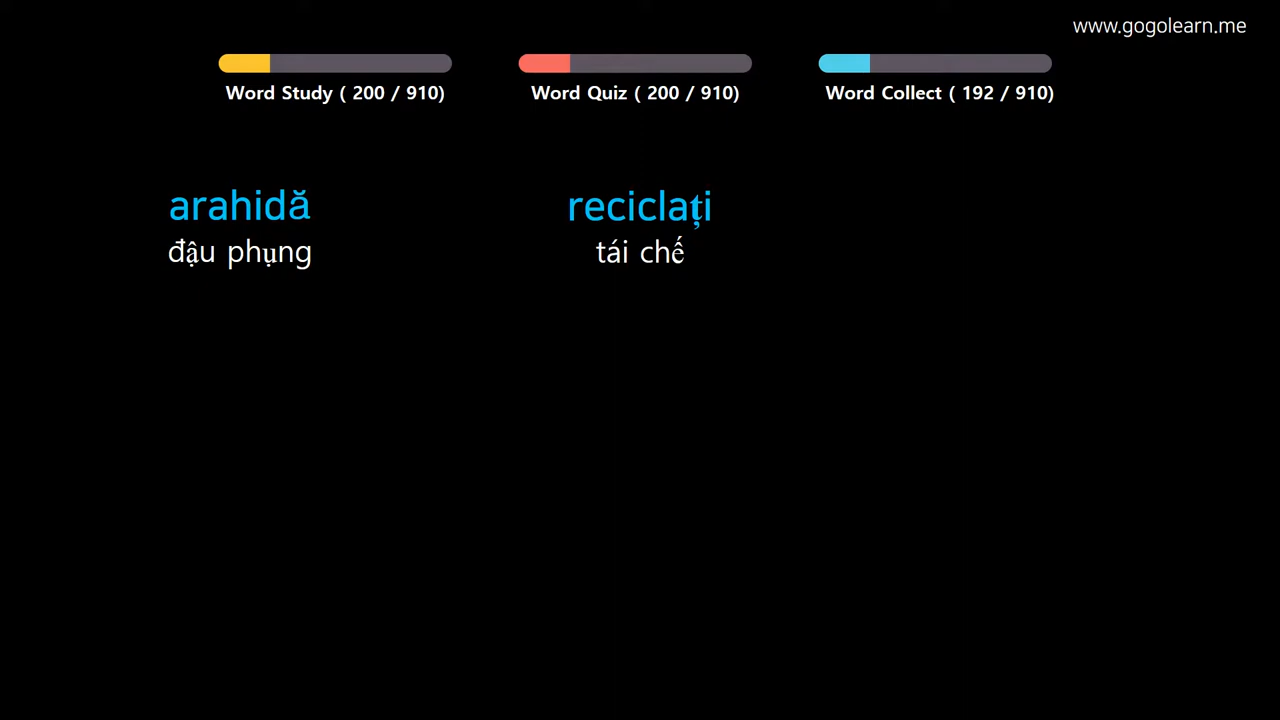 www.gogolearn.me
Word Study ( 200 / 910)
Word Quiz ( 200 / 910)
Word Collect ( 192 / 910)
arahidă
đậu phụng
reciclați
tái chế